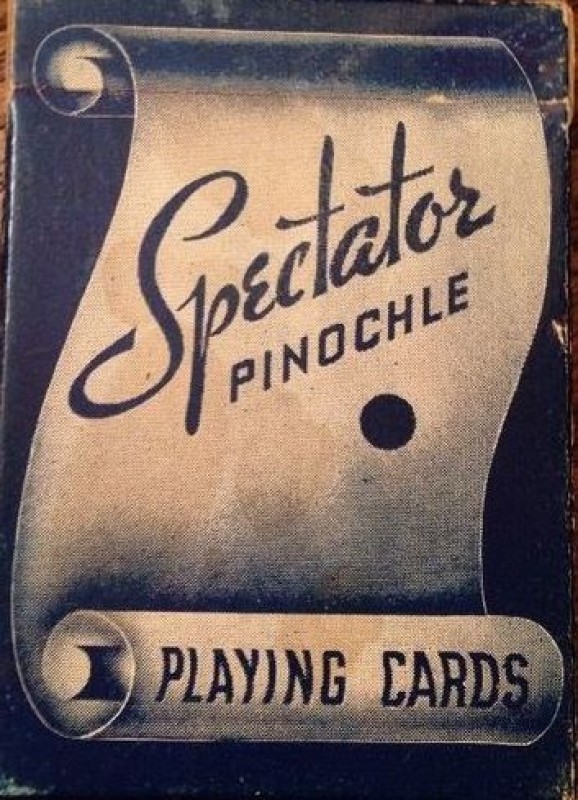 Spectator
PINOCHLE
PLAYING CARDS